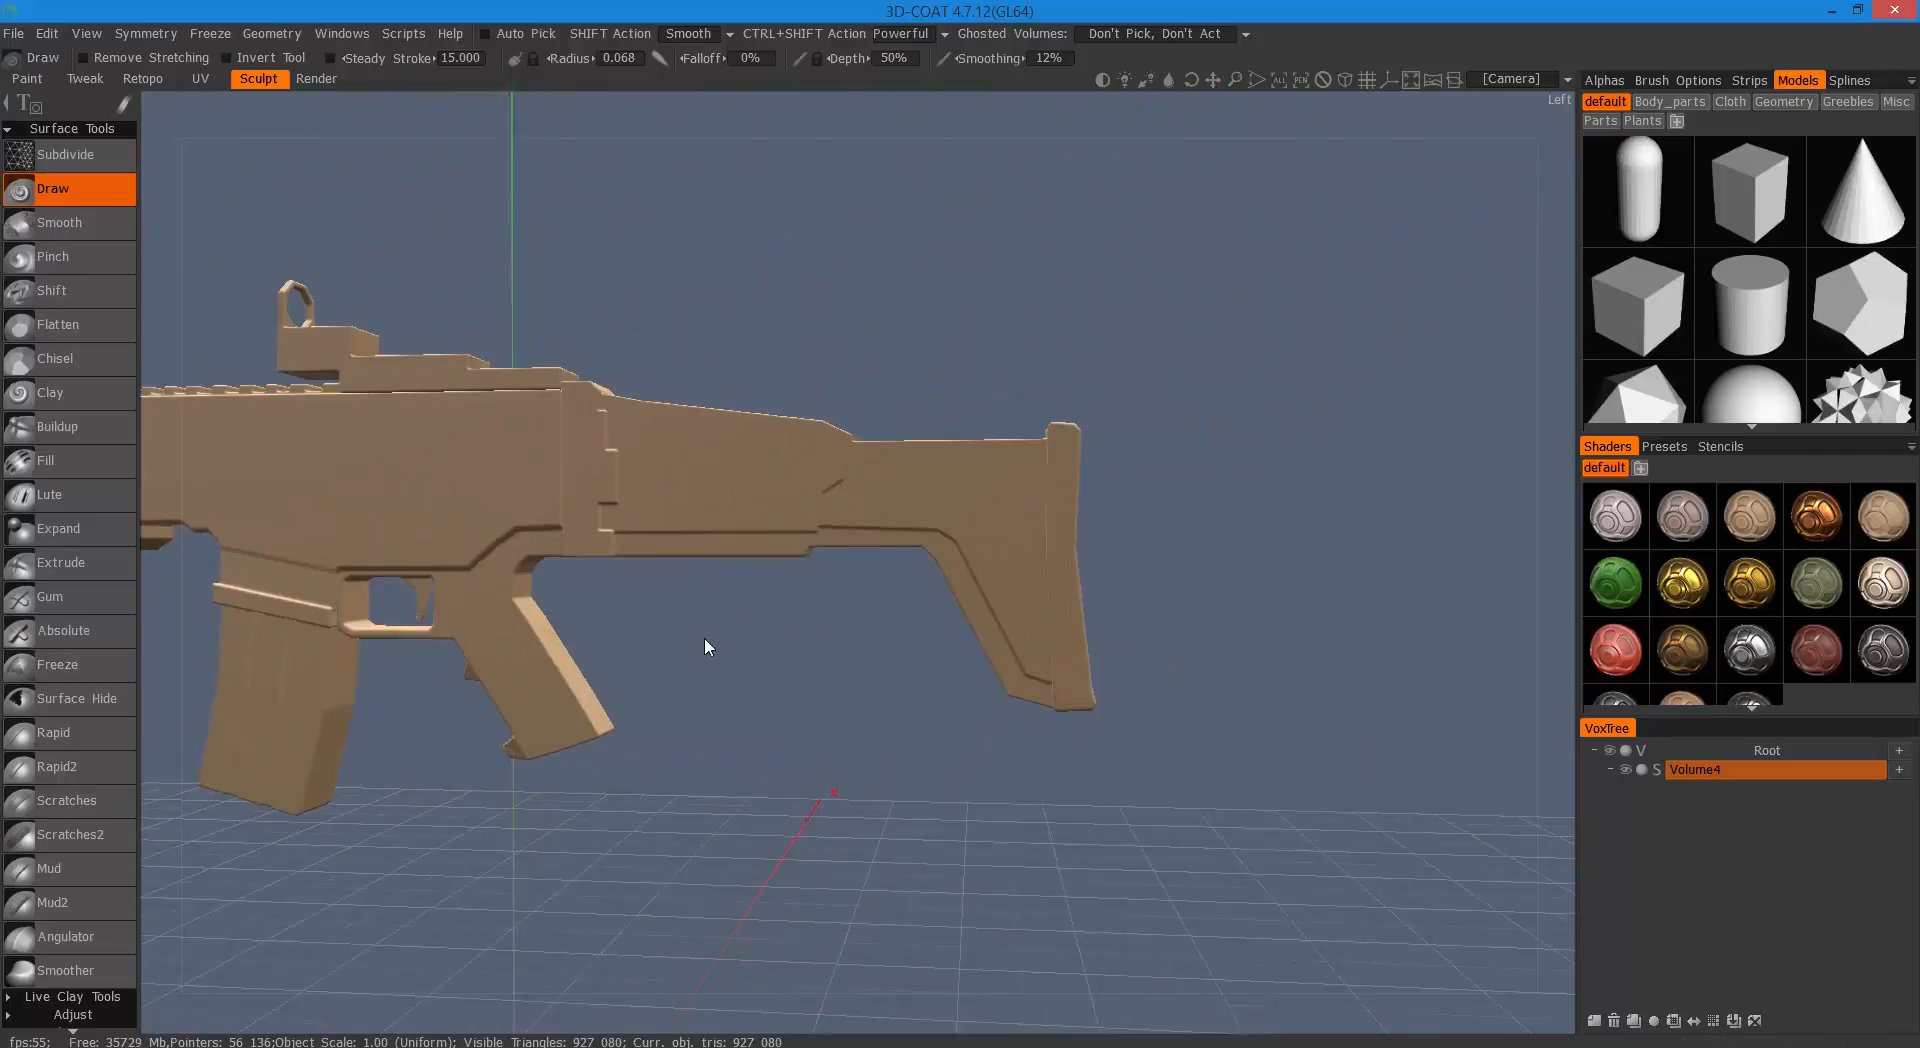 3D-COAT 4.7.12(GL64)
File Edit View Symmetry Freeze Geometry Windows Scripts Help Auto Pick SHIFT Action Smooth CTRL+SHIFT Action Powerful Ghosted Volumes: Don't Pick, Don't Act
Draw Remove Stretching Invert Tool Steady Stroke 15.000 Radius 0.068 Falloff 0% Depth 50% Smoothing 12%
Paint Tweak Retopo UV Sculpt Render [Camera]
Left
Surface Tools
Subdivide
Draw
Smooth
Pinch
Shift
Flatten
Chisel
Clay
Buildup
Fill
Lute
Expand
Extrude
Gum
Absolute
Freeze
Surface Hide
Rapid
Rapid2
Scratches
Scratches2
Mud
Mud2
Angulator
Smoother
Live Clay Tools
Adjust
x
Alphas Brush Options Strips Models Splines
default Body_parts Cloth Geometry Greebles Misc
Parts Plants
Shaders Presets Stencils
default
VoxTree
V Root +
S Volume4 +
fps:55; Free: 35729 Mb,Pointers: 56 136;Object Scale: 1.00 (Uniform); Visible Triangles: 927 080; Curr. obj. tris: 927 080